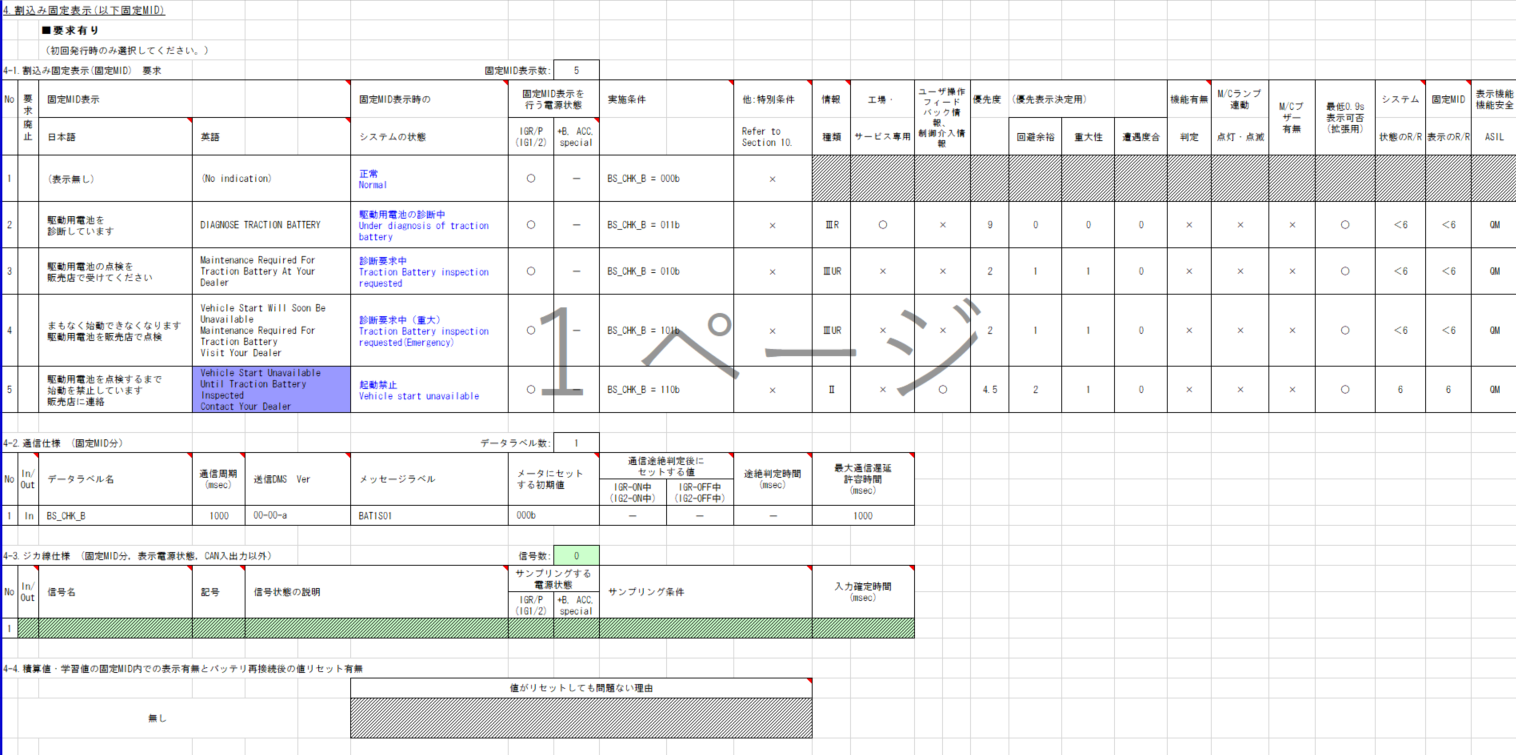 4. 割込み固定表示(以下固定MID)
■要求有り
（初回発行時のみ選択してください。）
4-1. 割込み固定表示(固定MID)　要求
固定MID表示数: 5
No 要求廃止 固定MID表示 固定MID表示時の 固定MID表示を行う電源状態 実施条件 他:特別条件 情報 工場・ ユーザ操作フィードバック情報、制御介入情報 優先度 （優先表示決定用） 機能有無 M/Cランプ連動 M/Cブザー有無 最低0.9s表示可否（拡張用） システム 固定MID 表示機能機能安全
日本語 英語 システムの状態 IGR/P (IG1/2) +B, ACC, special Refer to Section 10. 種類 サービス専用 回避余裕 重大性 遭遇度合 判定 点灯・点滅 状態のR/R 表示のR/R ASIL
1 （表示無し） (No indication) 正常 Normal ○ － BS_CHK_B = 000b ×
2 駆動用電池を診断しています DIAGNOSE TRACTION BATTERY 駆動用電池の診断中 Under diagnosis of traction battery ○ － BS_CHK_B = 011b × ⅢR ○ × 9 0 0 0 × × × ○ <6 <6 QM
3 駆動用電池の点検を販売店で受けてください Maintenance Required For Traction Battery At Your Dealer 診断要求中 Traction Battery inspection requested ○ － BS_CHK_B = 010b × ⅢUR × × 2 1 1 0 × × × ○ <6 <6 QM
4 まもなく始動できなくなります 駆動用電池を販売店で点検 Vehicle Start Will Soon Be Unavailable Maintenance Required For Traction Battery Visit Your Dealer 診断要求中（重大） Traction Battery inspection requested(Emergency) ○ － BS_CHK_B = 101b × ⅢUR × × 2 1 1 0 × × × ○ <6 <6 QM
5 駆動用電池を点検するまで始動を禁止しています 販売店に連絡 Vehicle Start Unavailable Until Traction Battery Inspected Contact Your Dealer 起動禁止 Vehicle start unavailable ○ － BS_CHK_B = 110b × Ⅱ × ○ 4.5 2 1 0 × × × ○ 6 6 QM
1 ページ
4-2. 通信仕様　（固定MID分）
データラベル数: 1
No In/Out データラベル名 通信周期 (msec) 送信DMS Ver メッセージラベル メータにセットする初期値 通信途絶判定後にセットする値 途絶判定時間 (msec) 最大通信遅延許容時間 (msec)
IGR-ON中 (IG2-ON中) IGR-OFF中 (IG2-OFF中)
1 In BS_CHK_B 1000 00-00-a BAT1S01 000b － － － 1000
4-3. ジカ線仕様　（固定MID分, 表示電源状態, CAN入出力以外）
信号数: 0
No In/Out 信号名 記号 信号状態の説明 サンプリングする電源状態 サンプリング条件 入力確定時間 (msec)
IGR/P (IG1/2) +B, ACC, special
1
4-4. 積算値・学習値の固定MID内での表示有無とバッテリ再接続後の値リセット有無
値がリセットしても問題ない理由
無し